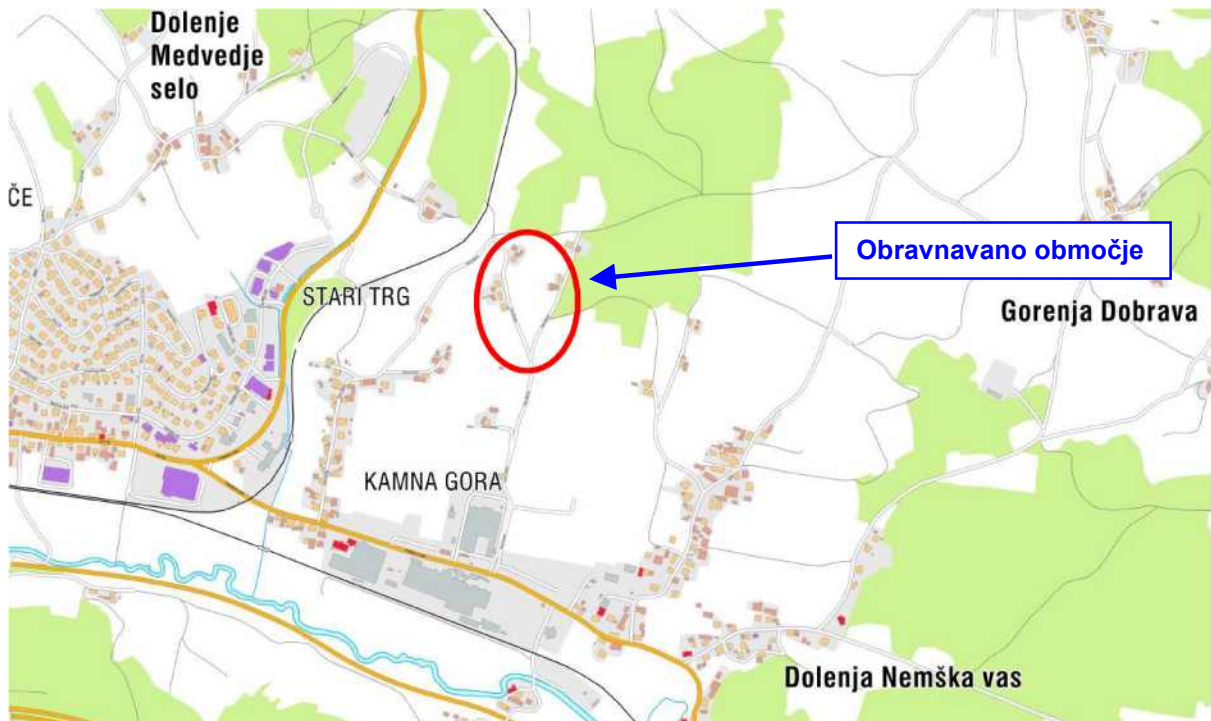 Dolenje
Medvedje
selo
ČE
Obravnavano območje
STARI TRG
Gorenja Dobrava
KAMNA GORA
Dolenja Nemška vas